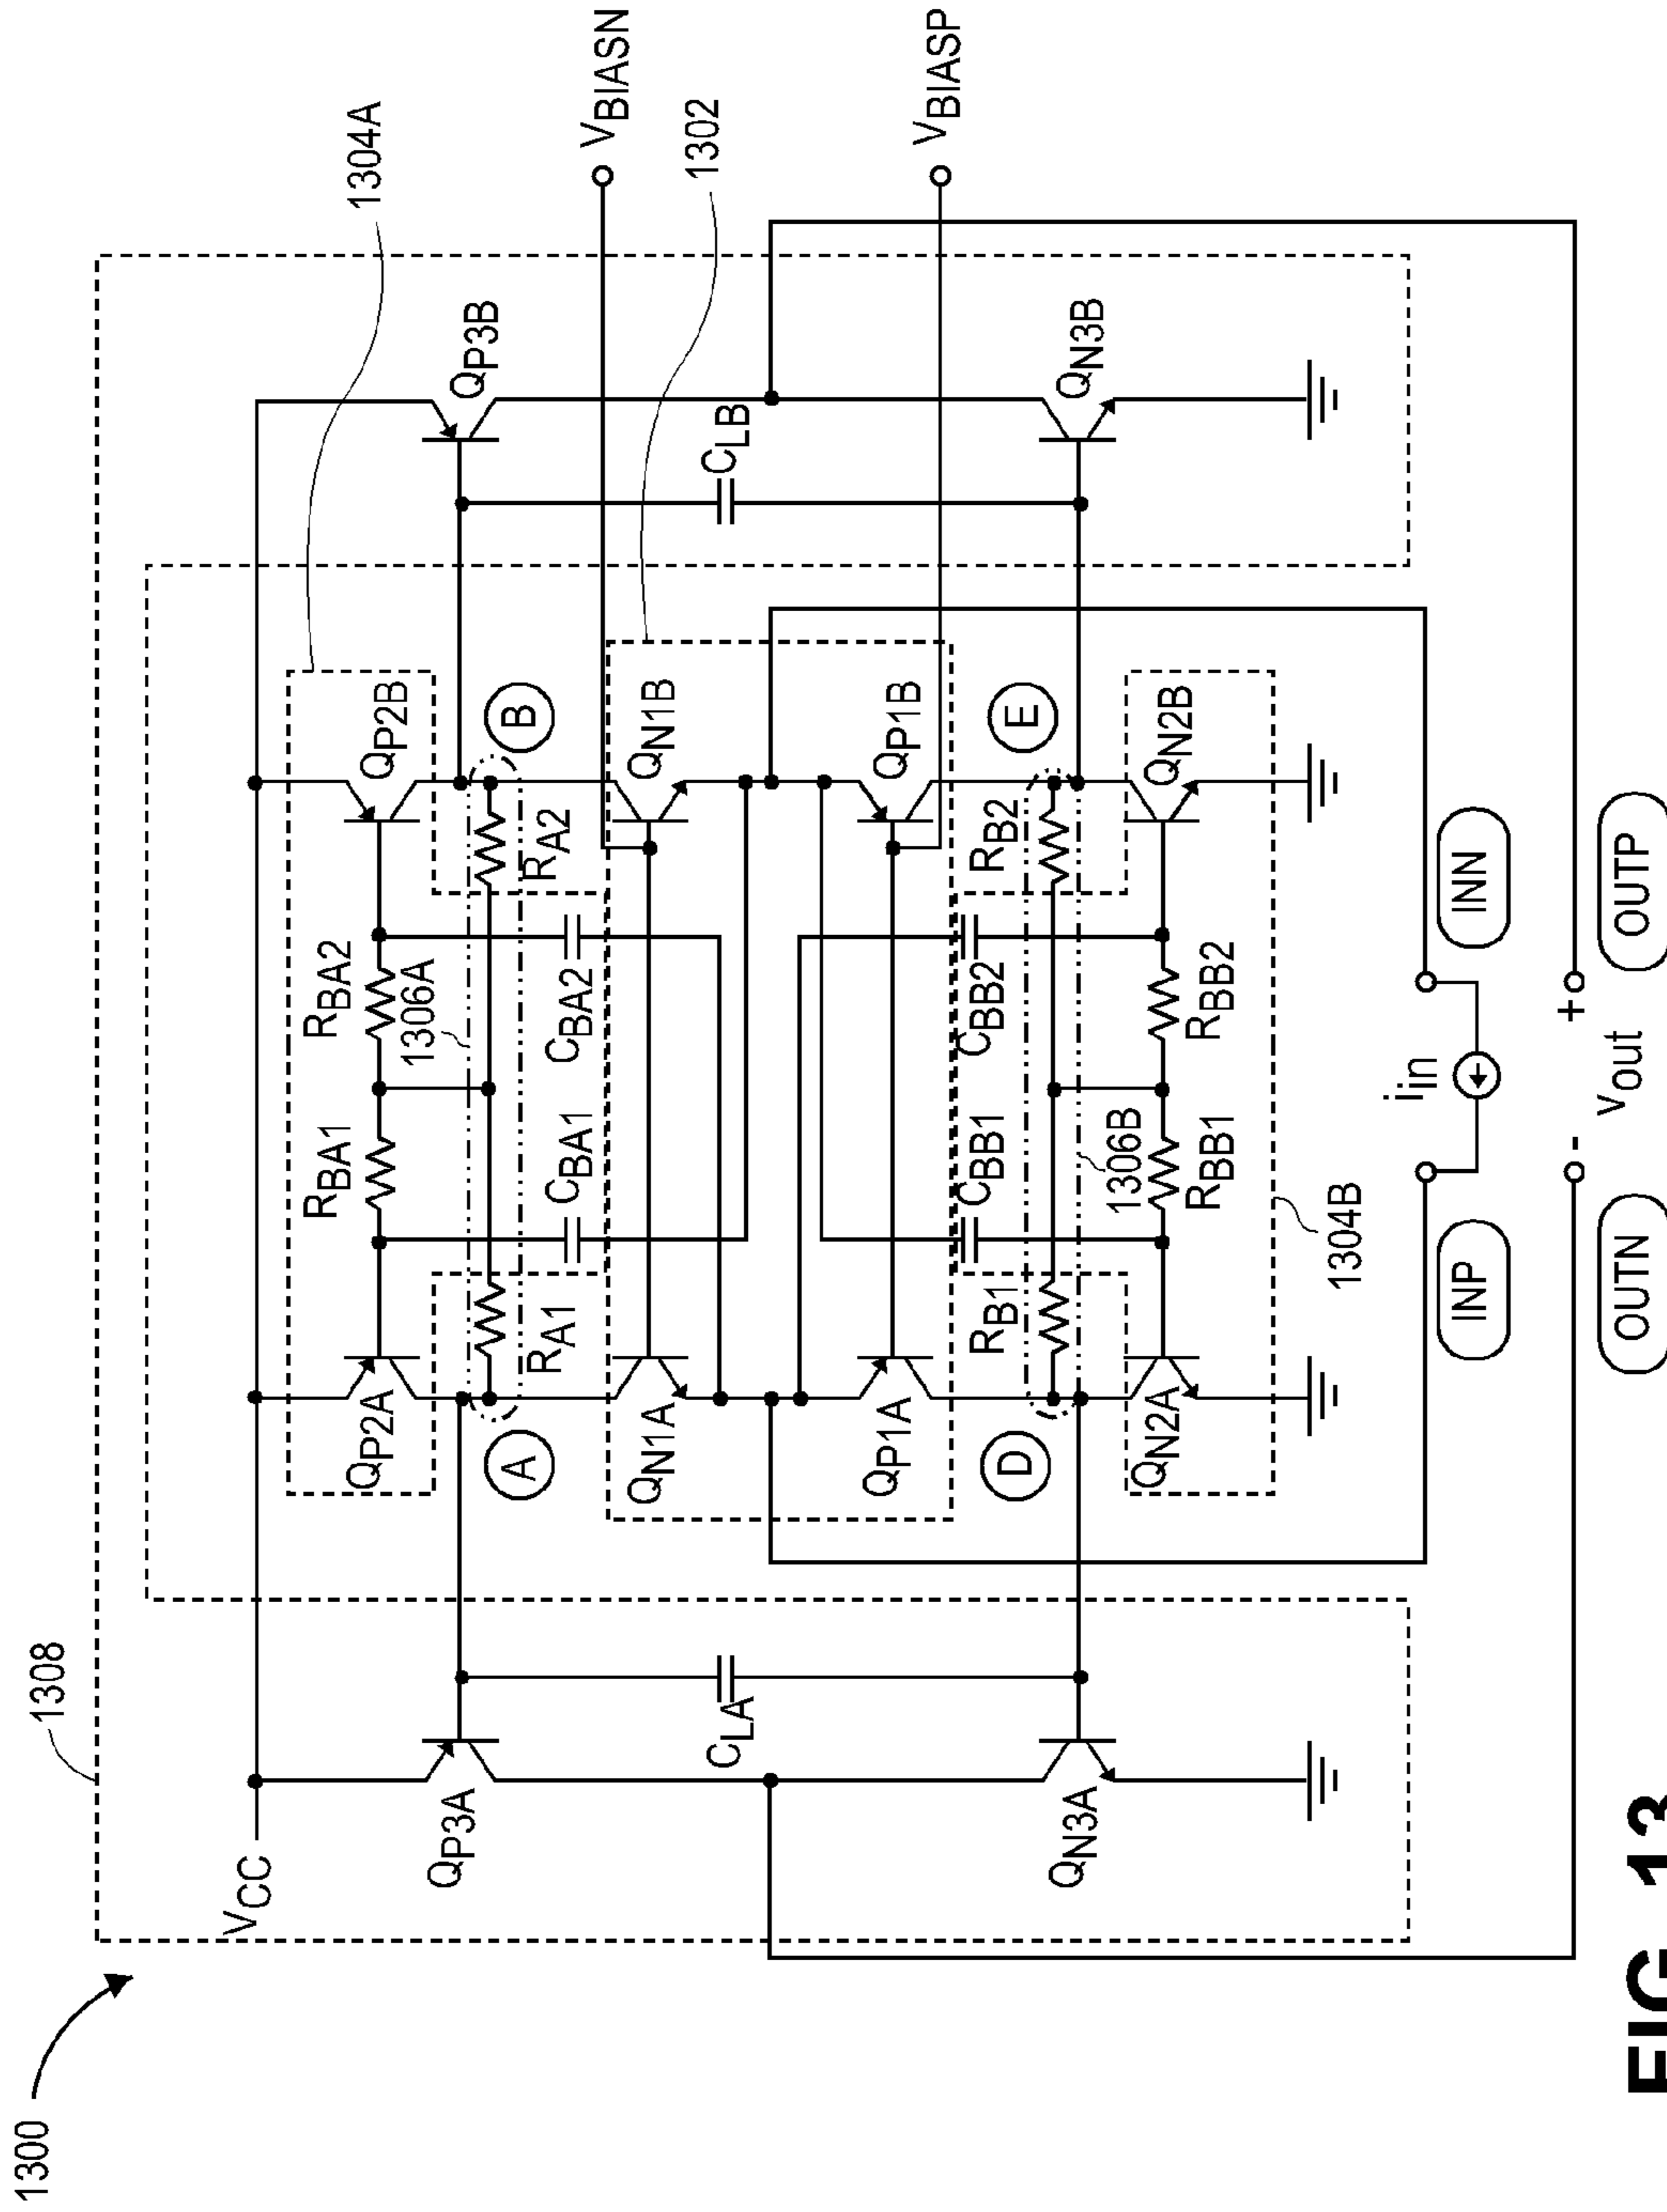 1300
1308
1304A
VCC
QP3A
QP2A
RBA1
RBA2
QP2B
QP3B
1306A
A
RA1
RA2
B
VBIASN
CBA1
CBA2
1302
CLA
QN1A
QN1B
CLB
QP1A
QP1B
VBIASP
CBB1
CBB2
D
RB1
RB2
E
1306B
QN3A
QN2A
RBB1
RBB2
QN2B
QN3B
1304B
iin
INP
INN
- vout +
OUTN
OUTP
FIG. 13